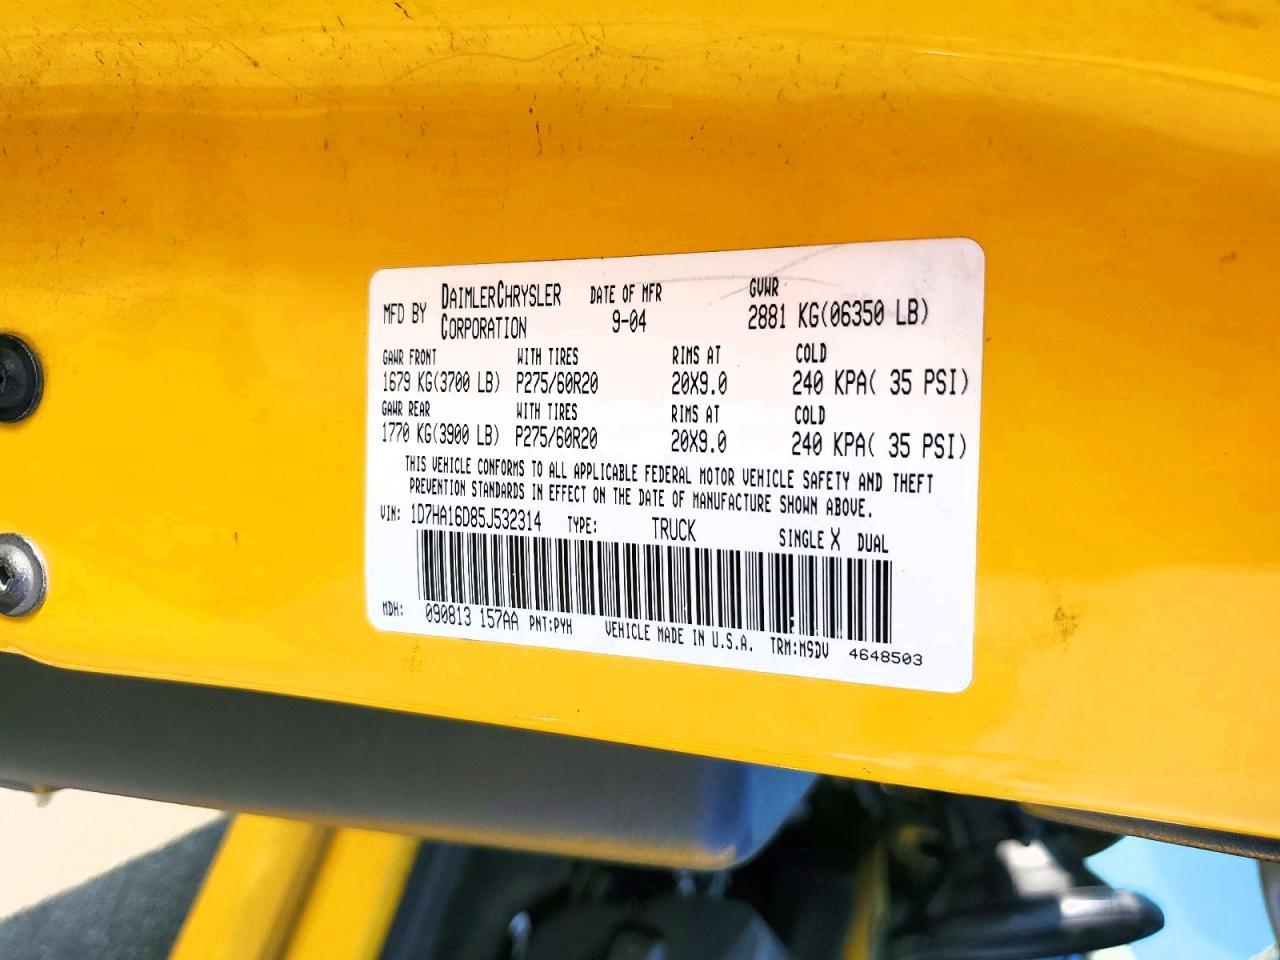 MFD BY DAIMLERCHRYSLER CORPORATION DATE OF MFR 9-04 GVWR 2881 KG(06350 LB)
GAWR FRONT WITH TIRES RIMS AT COLD
1679 KG(3700 LB) P275/60R20 20X9.0 240 KPA( 35 PSI)
GAWR REAR WITH TIRES RIMS AT COLD
1770 KG(3900 LB) P275/60R20 20X9.0 240 KPA( 35 PSI)
THIS VEHICLE CONFORMS TO ALL APPLICABLE FEDERAL MOTOR VEHICLE SAFETY AND THEFT
PREVENTION STANDARDS IN EFFECT ON THE DATE OF MANUFACTURE SHOWN ABOVE.
VIN: 1D7HA16D85J532314 TYPE: TRUCK SINGLE X DUAL
MDH: 090813 157AA PNT:PYH VEHICLE MADE IN U.S.A. TRM:MSDV 4648503